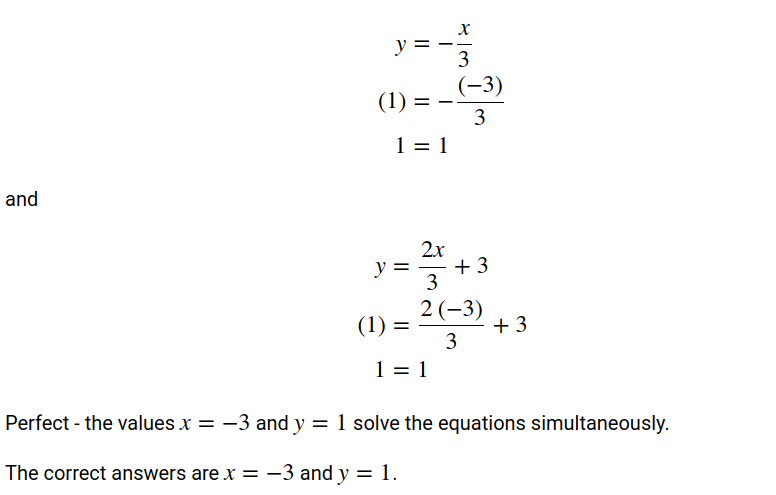 y = −x/3
(1) = −(−3)/3
1 = 1
and
y = 2x/3 + 3
(1) = 2 (−3)/3 + 3
1 = 1
Perfect - the values x = −3 and y = 1 solve the equations simultaneously.
The correct answers are x = −3 and y = 1.